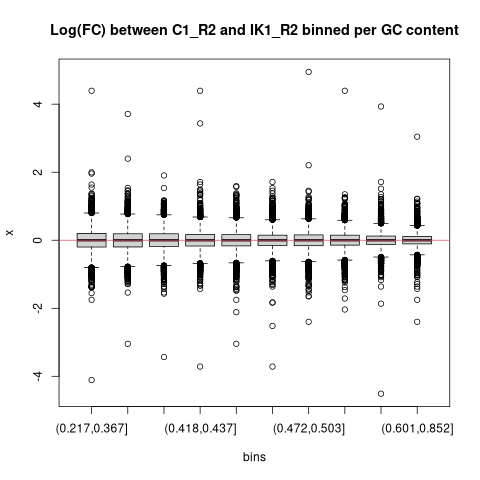 Log(FC) between C1_R2 and IK1_R2 binned per GC content
4
2
0
-2
-4
x
(0.217,0.367] (0.418,0.437] (0.472,0.503] (0.601,0.852]
bins